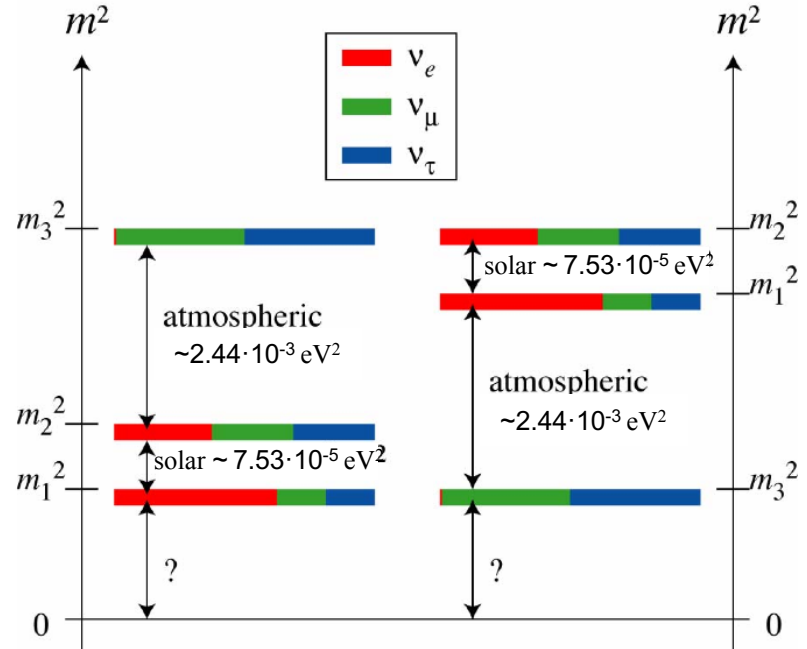 m²
m²
νe
νμ
ντ
m₃²
m₂²
solar ~ 7.53·10⁻⁵ eV²
m₁²
atmospheric
~2.44·10⁻³ eV²
atmospheric
~2.44·10⁻³ eV²
m₂²
solar ~ 7.53·10⁻⁵ eV²
m₁²
m₃²
?
?
0
0